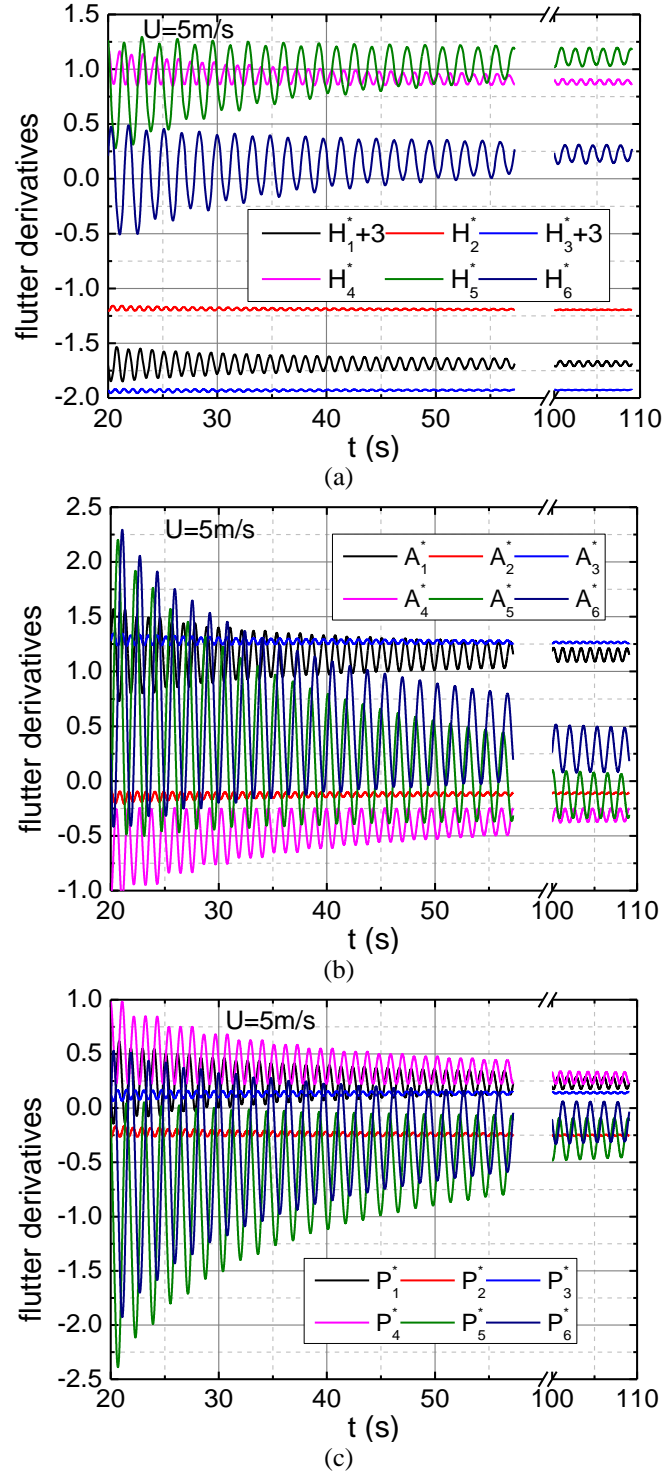 U=5m/s
1.5
1.0
0.5
0.0
-0.5
-1.0
-1.5
-2.0
flutter derivatives
H*1+3 H*2 H*3+3
H*4 H*5 H*6
20 30 40 50 100 110
t (s)
(a)
U=5m/s
2.5
2.0
1.5
1.0
0.5
0.0
-0.5
-1.0
flutter derivatives
A*1 A*2 A*3
A*4 A*5 A*6
20 30 40 50 100 110
t (s)
(b)
U=5m/s
1.0
0.5
0.0
-0.5
-1.0
-1.5
-2.0
-2.5
flutter derivatives
P*1 P*2 P*3
P*4 P*5 P*6
20 30 40 50 100 110
t (s)
(c)